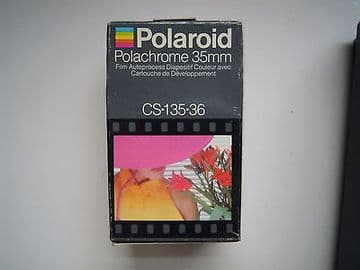 Polaroid
Polachrome 35mm
Film Autoprocess Diapositif Couleur avec
Cartouche de Développement
CS•135•36